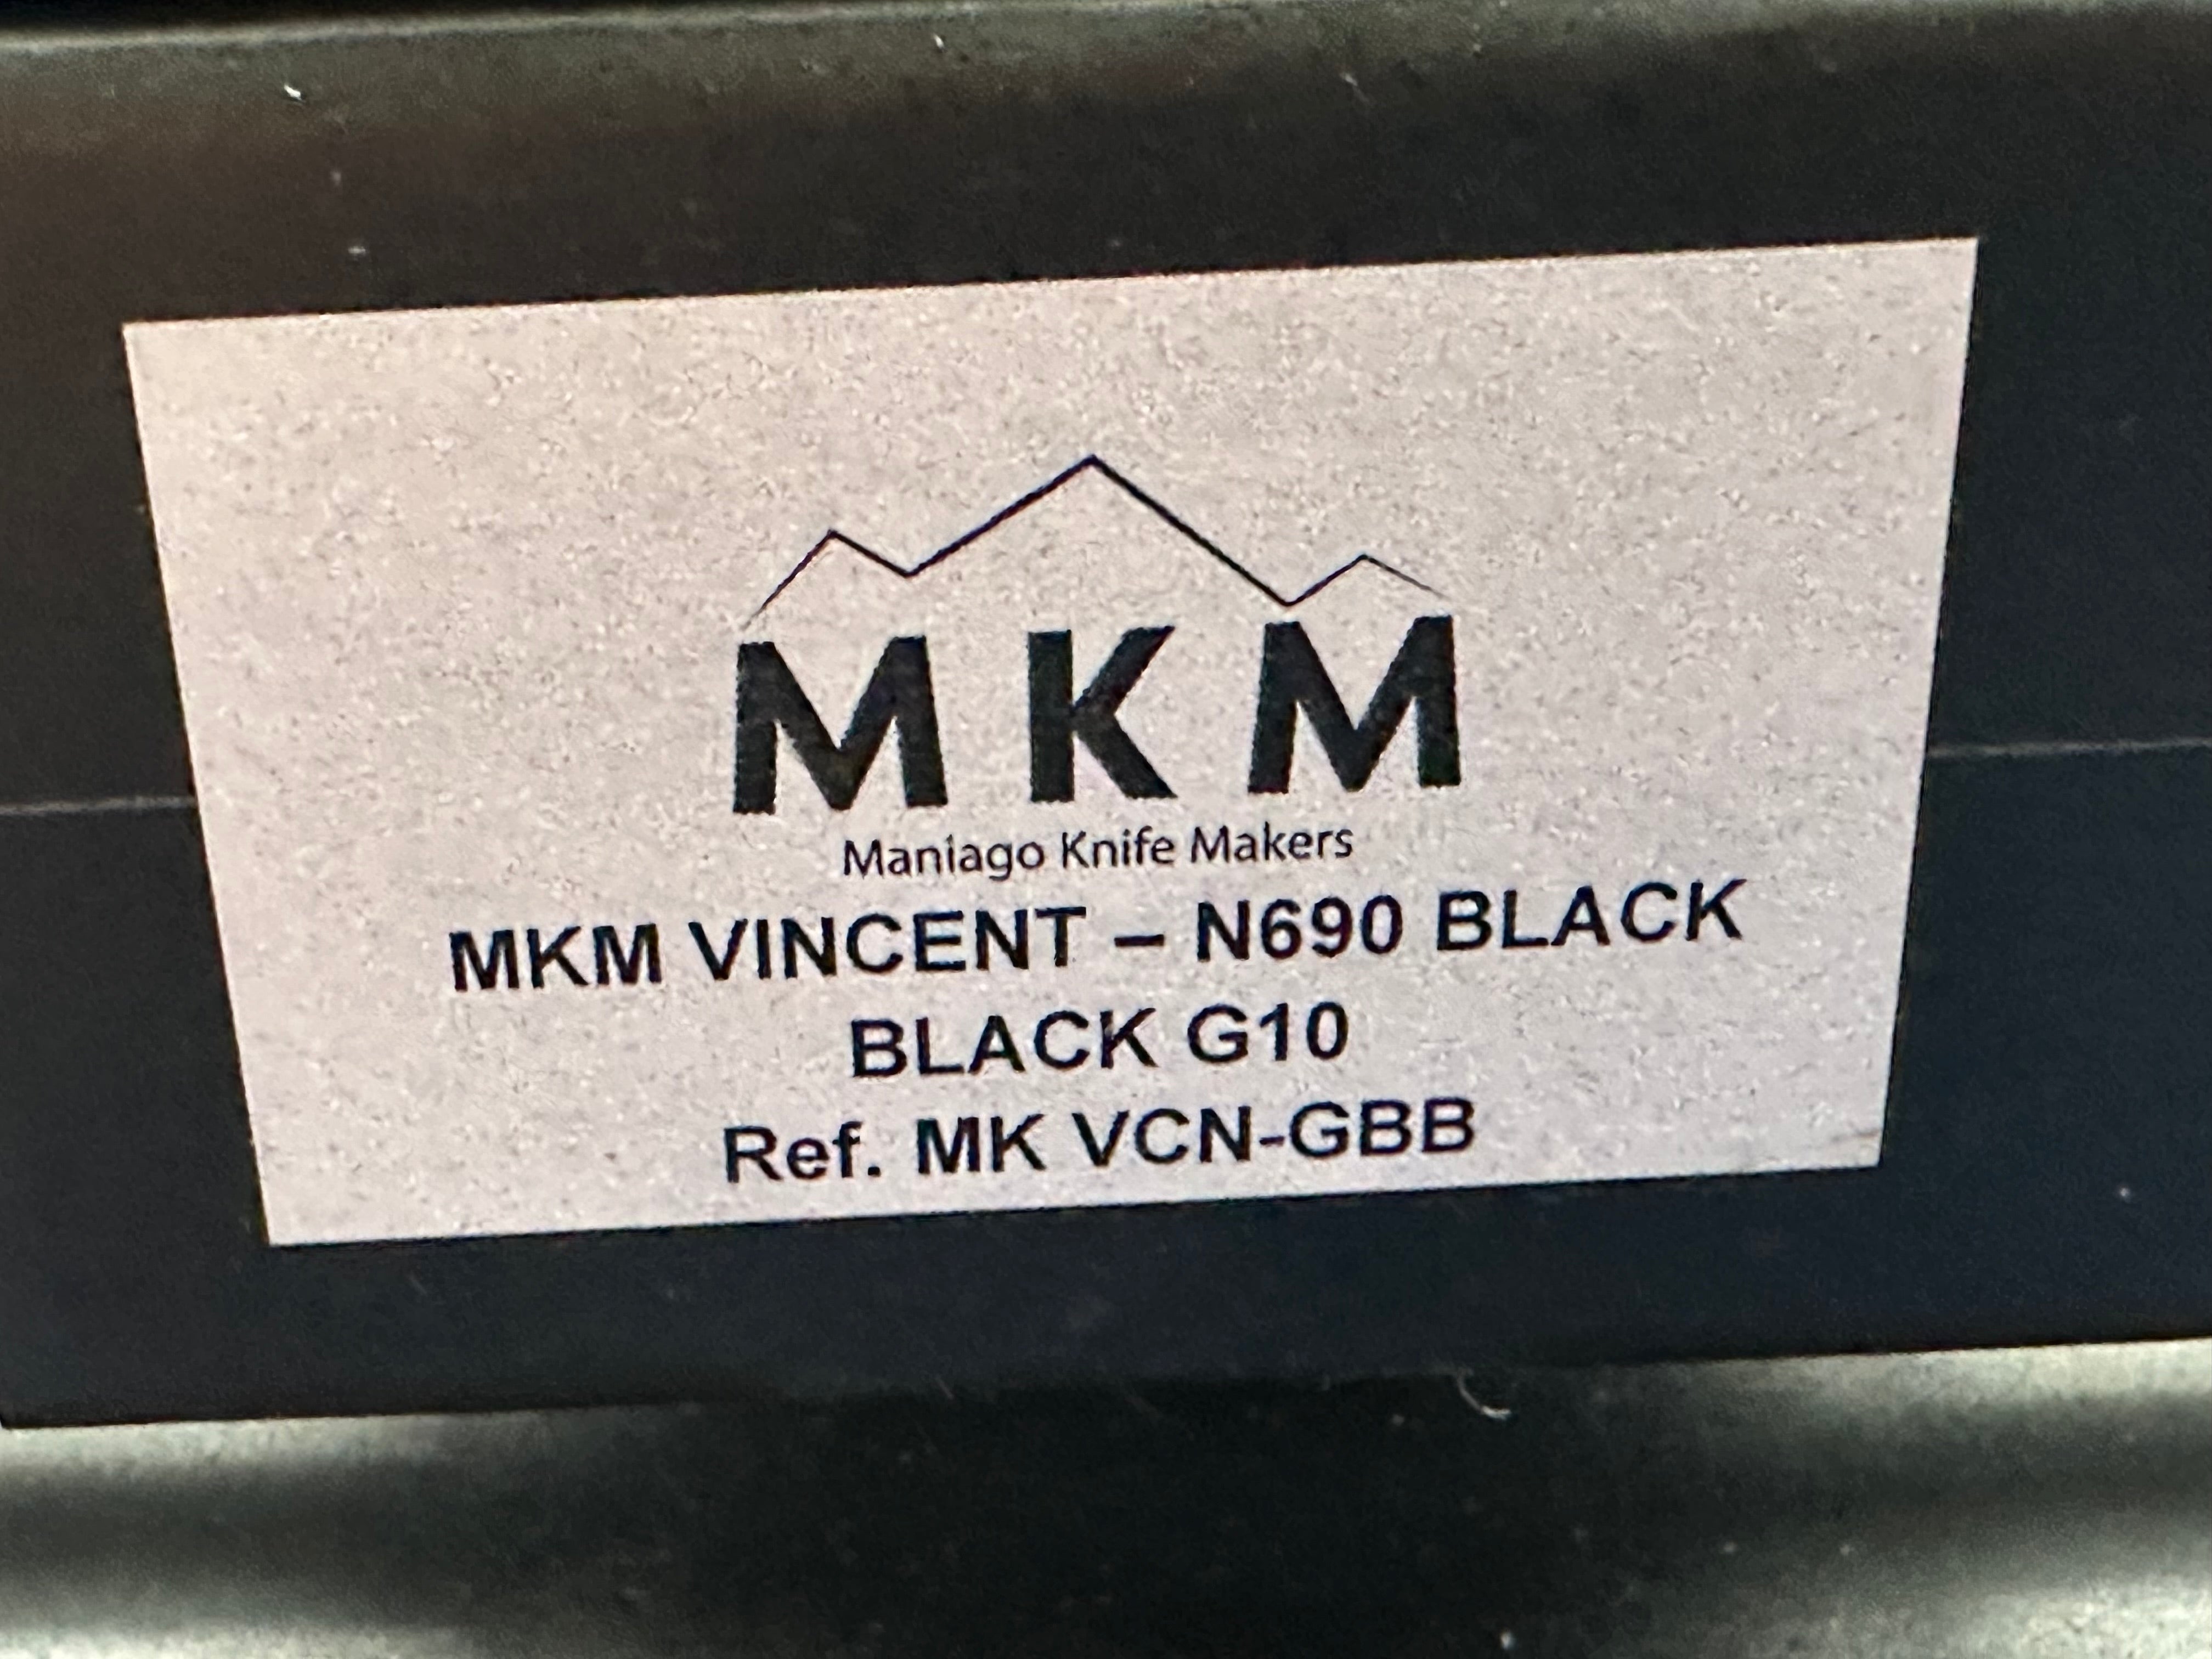 MKM
Maniago Knife Makers
MKM VINCENT – N690 BLACK
BLACK G10
Ref. MK VCN-GBB